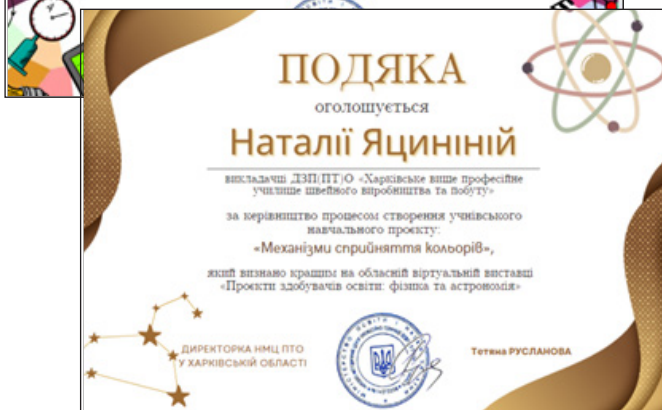 ПОДЯКА
оголошується
Наталії Яциніній
викладачці ДЗП(ПТ)О «Харківське вище професійне
училище швейного виробництва та побуту»
за керівництво процесом створення учнівського
навчального проєкту:
«Механізми сприйняття кольорів»,
який визнано кращим на обласній віртуальній виставці
«Проєкти здобувачів освіти: фізика та астрономія»
ДИРЕКТОРКА НМЦ ПТО
У ХАРКІВСЬКІЙ ОБЛАСТІ
Тетяна РУСЛАНОВА